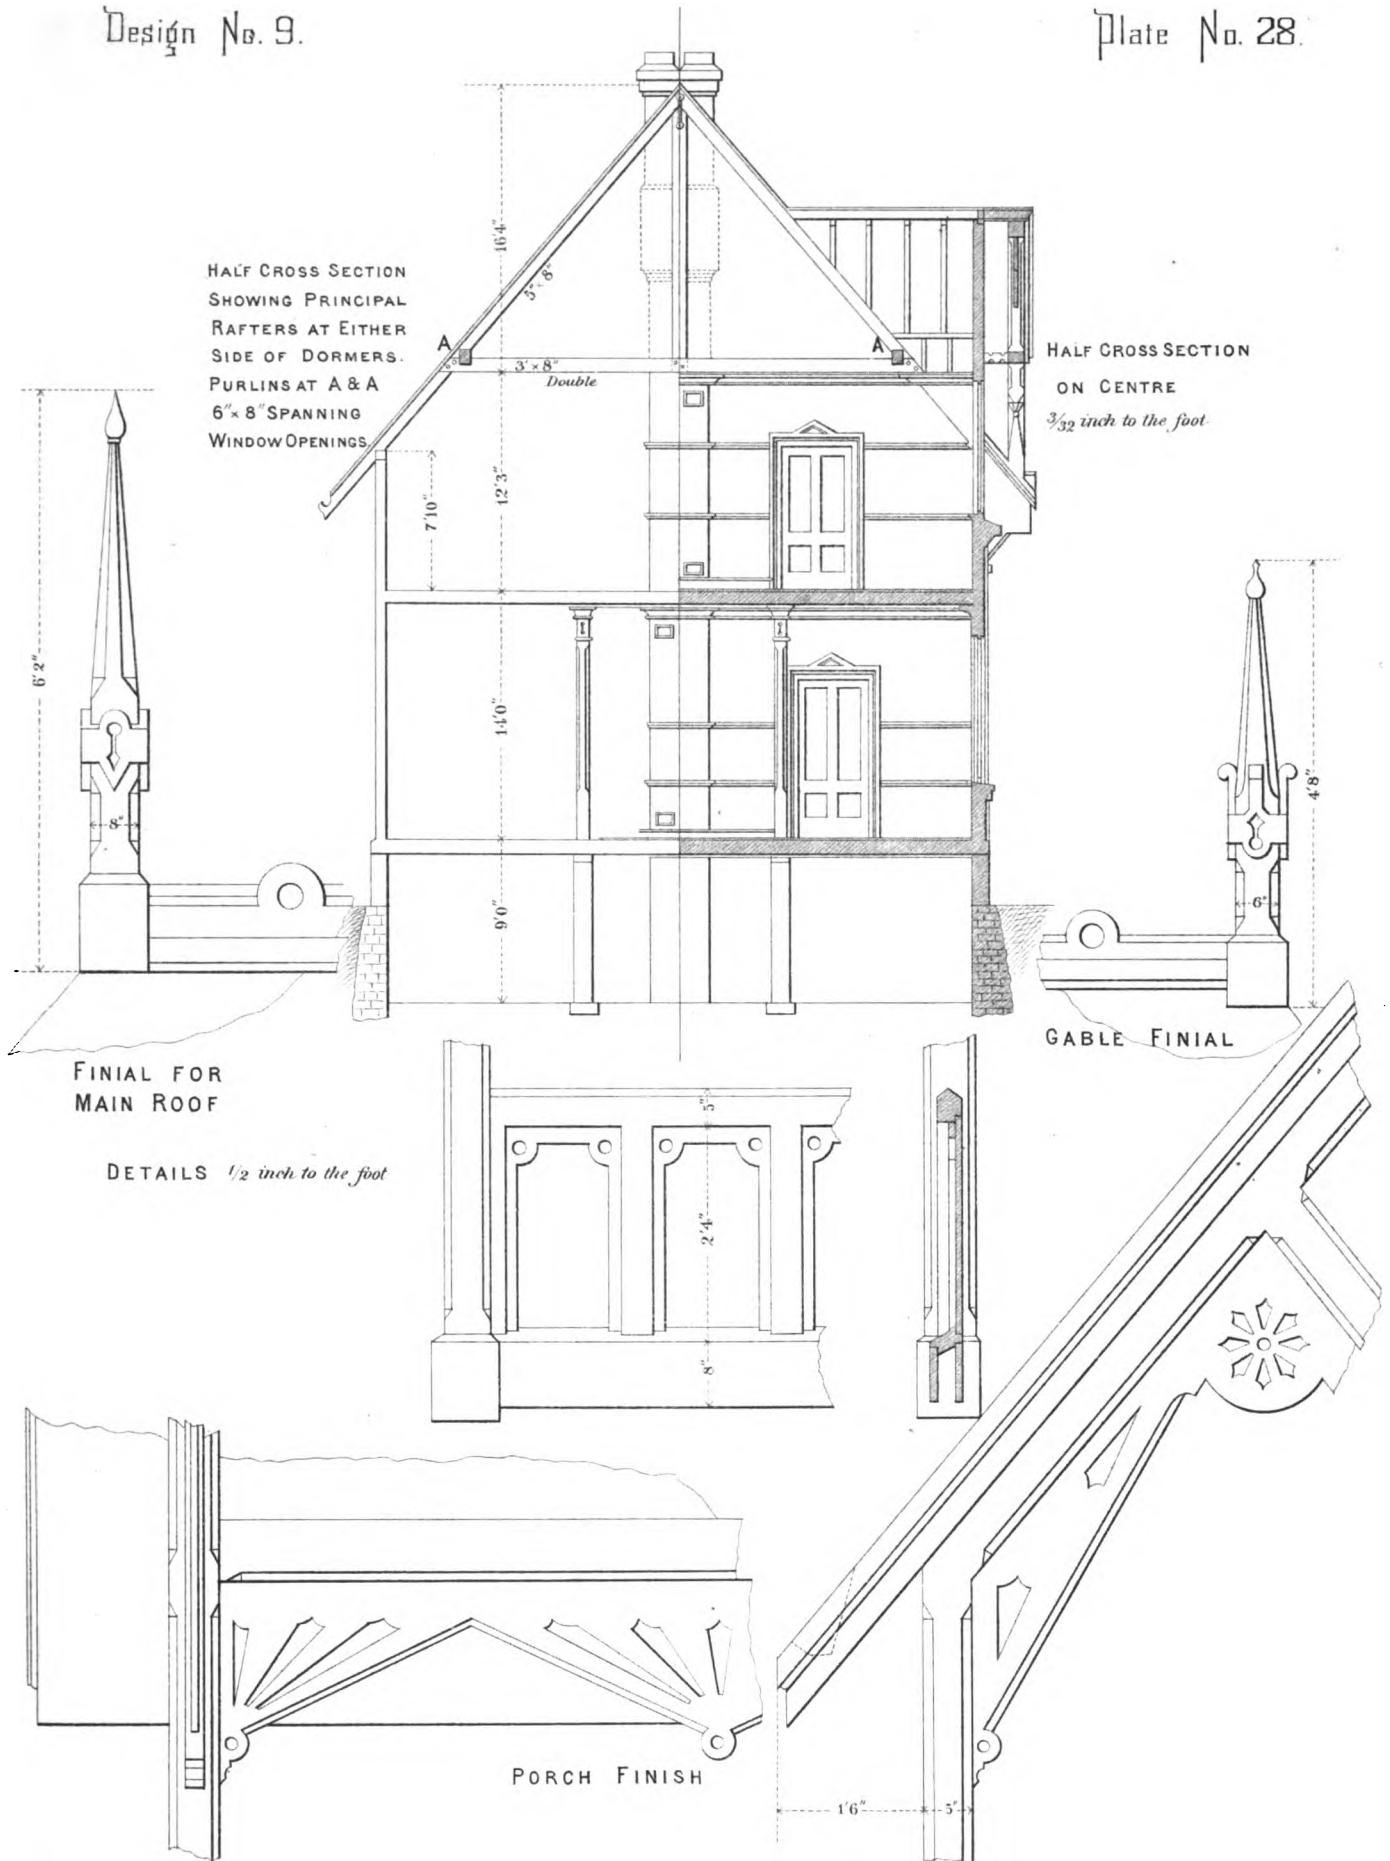 Design No. 9.
Plate No. 28.
16'4"
5" × 8"
HALF CROSS SECTION
SHOWING PRINCIPAL
RAFTERS AT EITHER
SIDE OF DORMERS.
PURLINS AT A & A
6" × 8" SPANNING
WINDOW OPENINGS.
A
A
3' × 8"
Double
HALF CROSS SECTION
ON CENTRE
3/32 inch to the foot.
12'3"
7'10"
6'2"
14'0"
4'8"
8"
6"
9'0"
GABLE FINIAL
FINIAL FOR
MAIN ROOF
DETAILS 1/2 inch to the foot
5"
2'4"
8"
PORCH FINISH
1'6"
5"